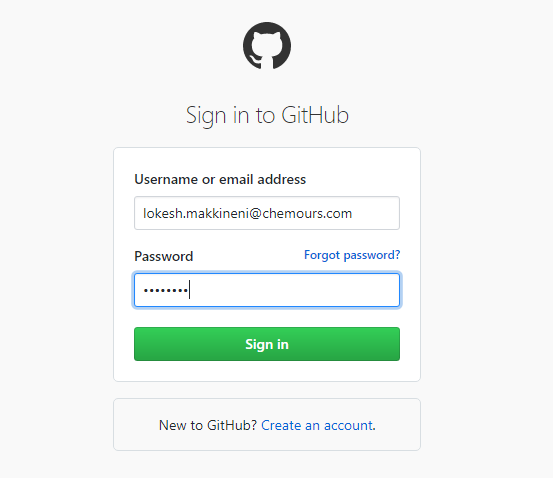 Sign in to GitHub
Username or email address
lokesh.makkineni@chemours.com
Password Forgot password?
••••••••
Sign in
New to GitHub? Create an account.